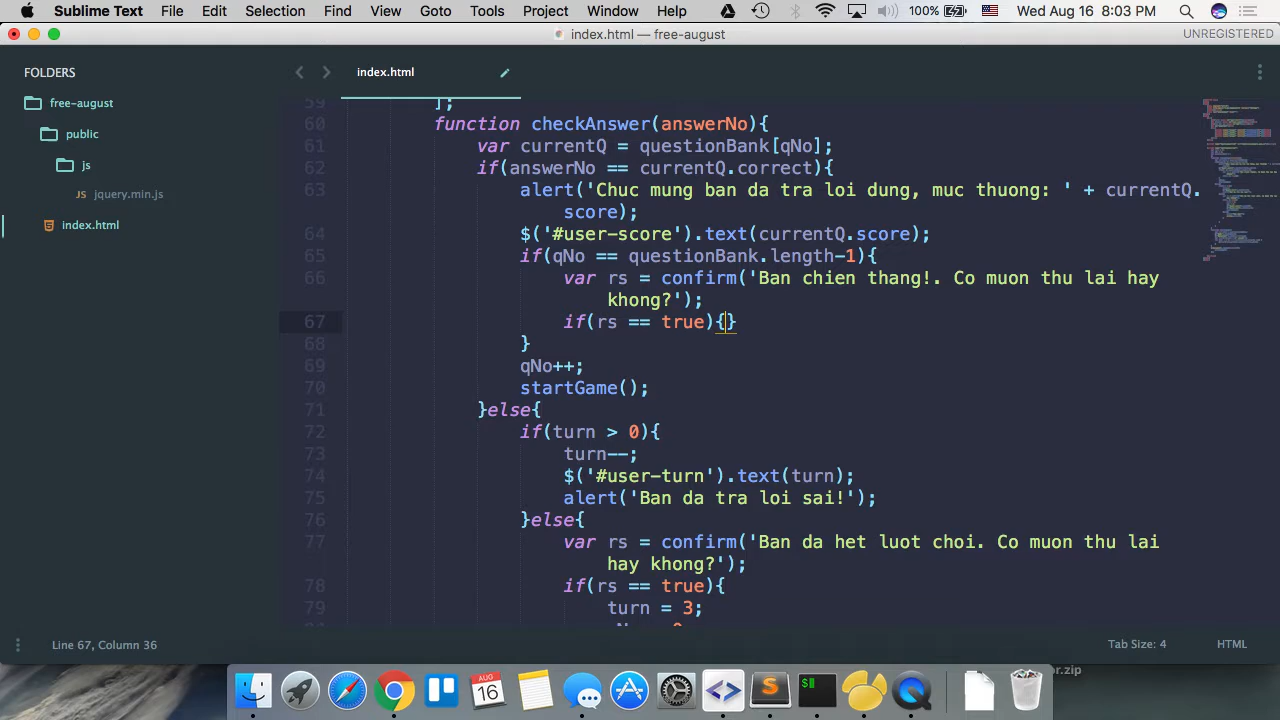 Sublime Text File Edit Selection Find View Goto Tools Project Window Help 100% Wed Aug 16 8:03 PM
index.html — free-august UNREGISTERED
FOLDERS
free-august
public
js
jquery.min.js
index.html
index.html
59 ];
60 function checkAnswer(answerNo){
61 var currentQ = questionBank[qNo];
62 if(answerNo == currentQ.correct){
63 alert('Chuc mung ban da tra loi dung, muc thuong: ' + currentQ.
score);
64 $('#user-score').text(currentQ.score);
65 if(qNo == questionBank.length-1){
66 var rs = confirm('Ban chien thang!. Co muon thu lai hay
khong?');
67 if(rs == true){}
68 }
69 qNo++;
70 startGame();
71 }else{
72 if(turn > 0){
73 turn--;
74 $('#user-turn').text(turn);
75 alert('Ban da tra loi sai!');
76 }else{
77 var rs = confirm('Ban da het luot choi. Co muon thu lai
hay khong?');
78 if(rs == true){
79 turn = 3;
Line 67, Column 36 Tab Size: 4 HTML
or.zip
AUG
16